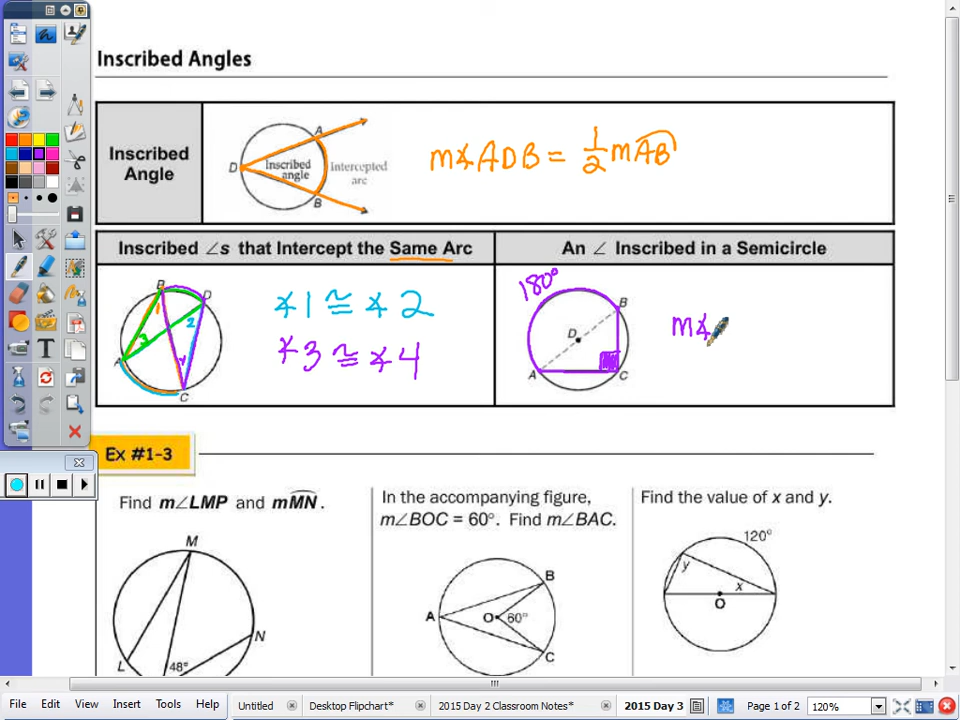 Inscribed Angles
Inscribed
Angle
A
D
B
Inscribed
angle
Intercepted
arc
m∡ADB = 1/2 mAB
Inscribed ∠s that Intercept the Same Arc
An ∠ Inscribed in a Semicircle
B
D
1
2
3
4
A
C
∡1 ≅ ∡2
∡3 ≅ ∡4
180°
B
D
A
C
m∡
Ex #1-3
Find m∠LMP and mMN.
M
N
L
48°
In the accompanying figure,
m∠BOC = 60°. Find m∠BAC.
B
A
O
60°
C
Find the value of x and y.
120°
y
x
O
File Edit View Insert Tools Help
Untitled
Desktop Flipchart*
2015 Day 2 Classroom Notes*
2015 Day 3
Page 1 of 2
120%